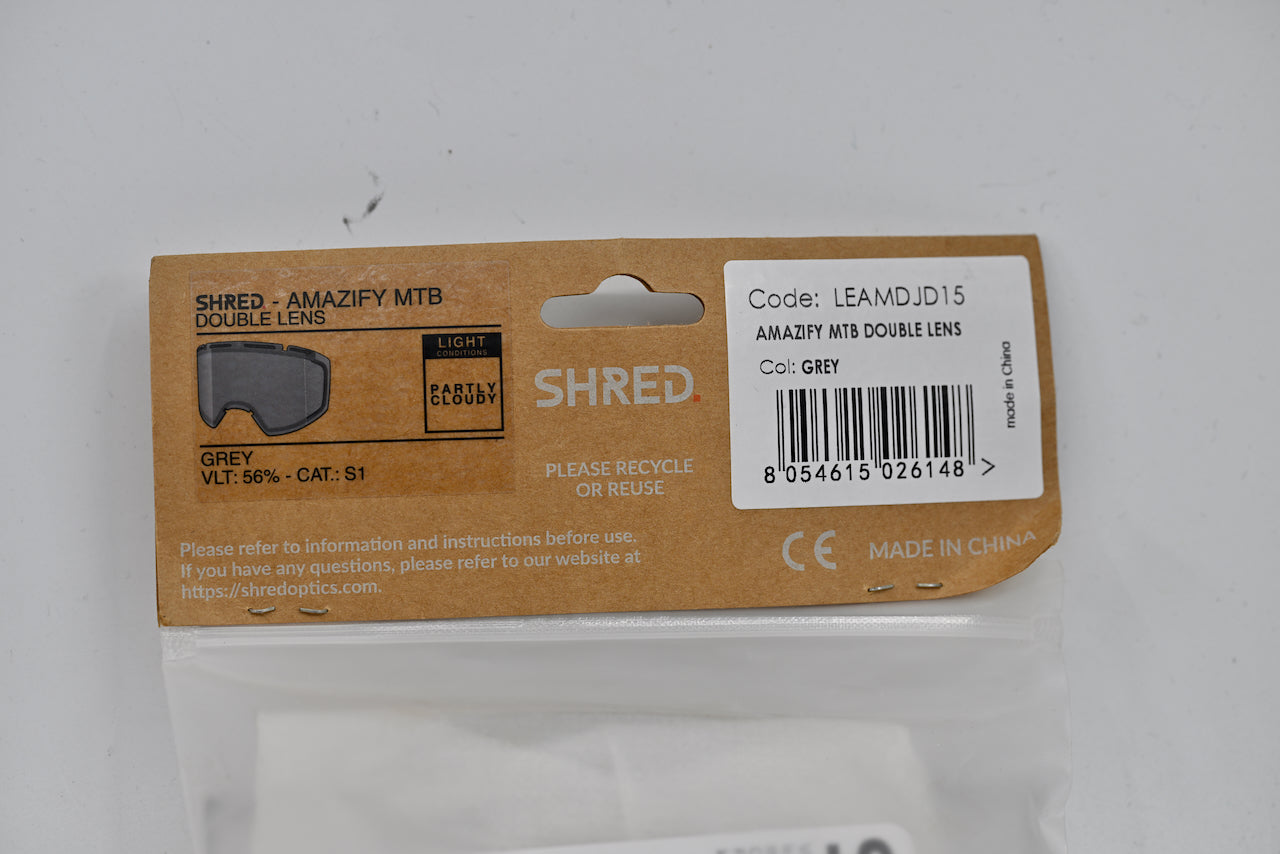 SHRED. - AMAZIFY MTB
DOUBLE LENS
LIGHT
CONDITIONS
PARTLY
CLOUDY
GREY
VLT: 56% - CAT.: S1
SHRED.
PLEASE RECYCLE
OR REUSE
Code: LEAMDJD15
AMAZIFY MTB DOUBLE LENS
Col: GREY
made in China
8 054615 026148 >
Please refer to information and instructions before use.
If you have any questions, please refer to our website at
https://shredoptics.com.
CE MADE IN CHINA